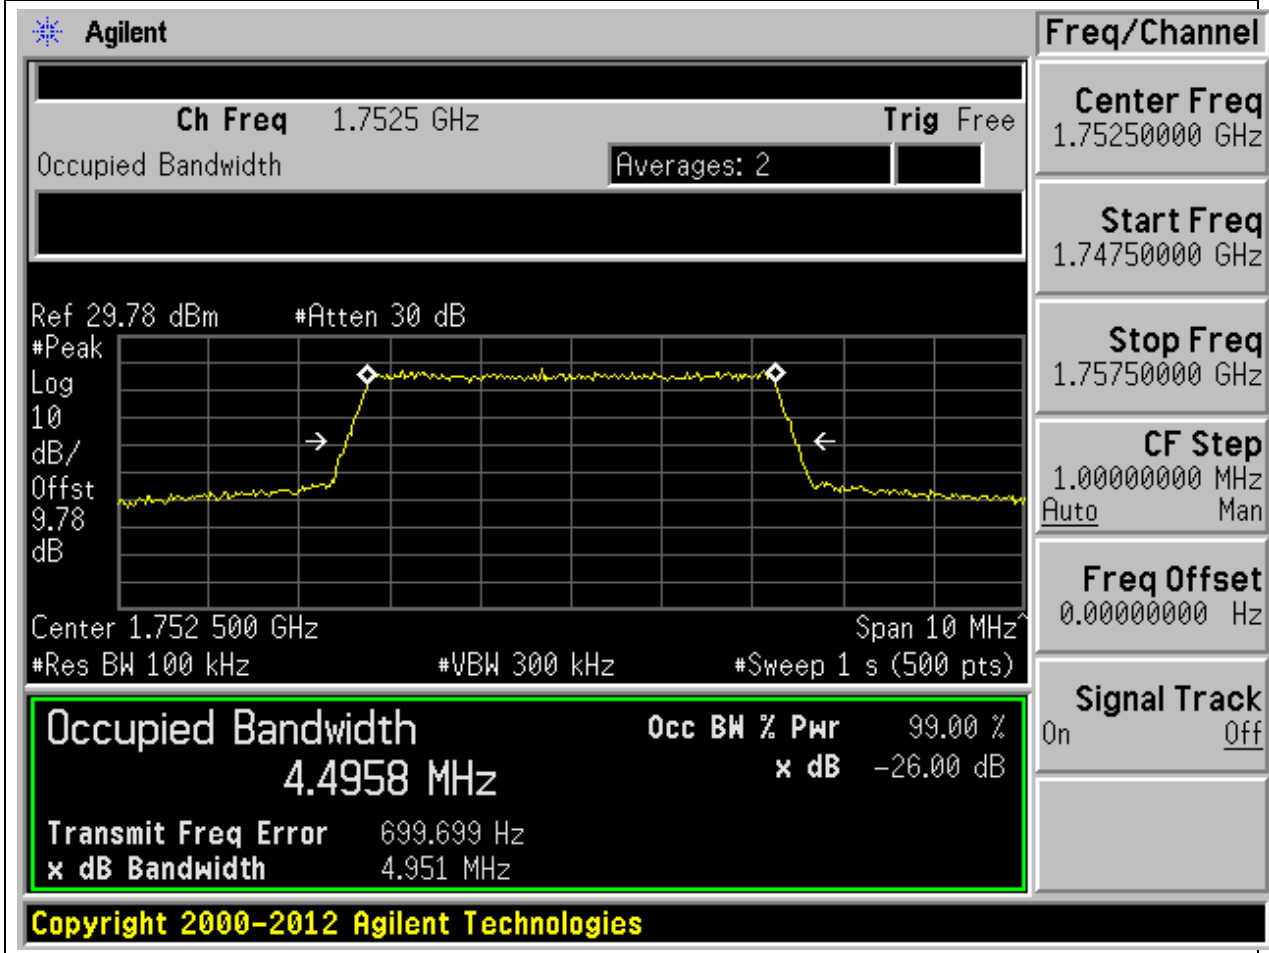 Agilent
Freq/Channel
Ch Freq 1.7525 GHz Trig Free
Occupied Bandwidth Averages: 2
Center Freq
1.75250000 GHz
Start Freq
1.74750000 GHz
Stop Freq
1.75750000 GHz
CF Step
1.00000000 MHz
Auto Man
Freq Offset
0.00000000 Hz
Signal Track
On Off
Ref 29.78 dBm #Atten 30 dB
#Peak
Log
10
dB/
Offst
9.78
dB
Center 1.752 500 GHz Span 10 MHz^
#Res BW 100 kHz #VBW 300 kHz #Sweep 1 s (500 pts)
Occupied Bandwidth Occ BW % Pwr 99.00 %
4.4958 MHz x dB -26.00 dB
Transmit Freq Error 699.699 Hz
x dB Bandwidth 4.951 MHz
Copyright 2000-2012 Agilent Technologies